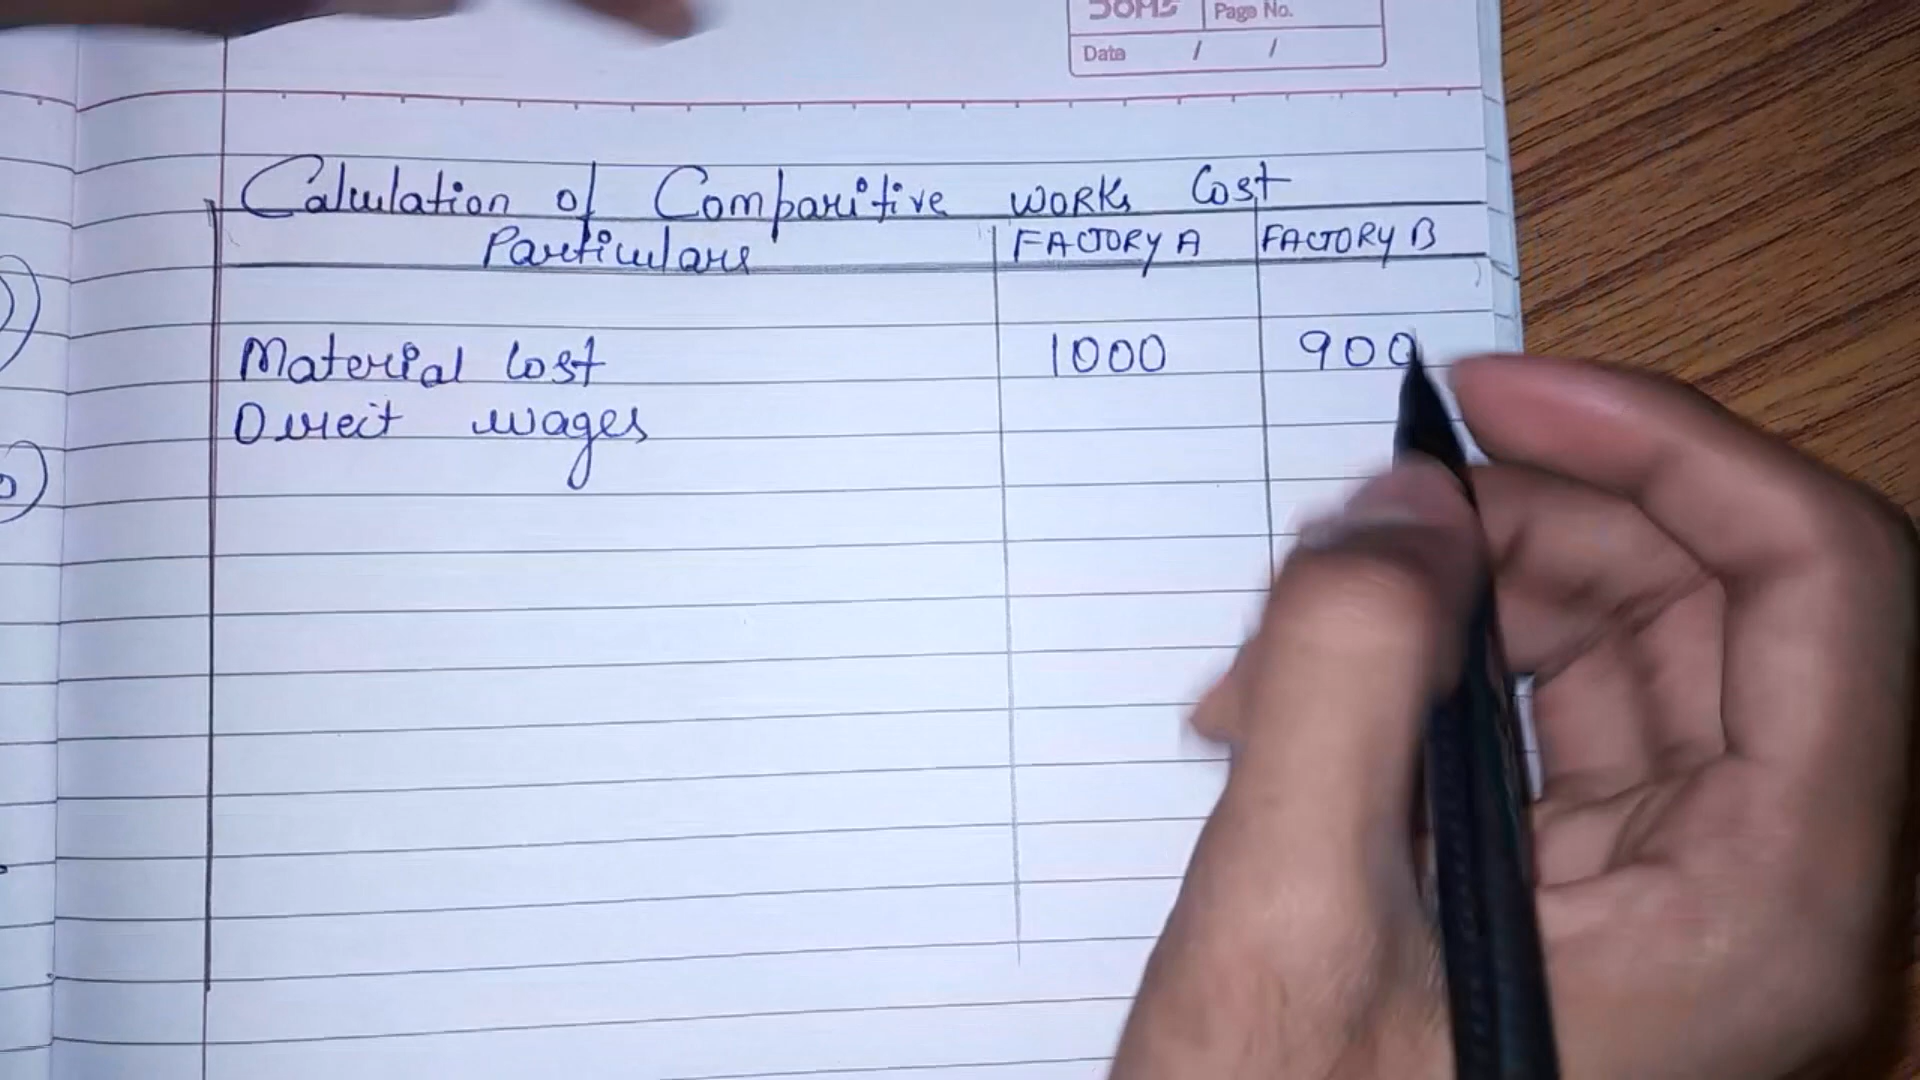 Page No.
Data / /
Calculation of Comparitive works Cost
Particulars FACTORY A FACTORY B
Material Cost 1000 900
Direct wages